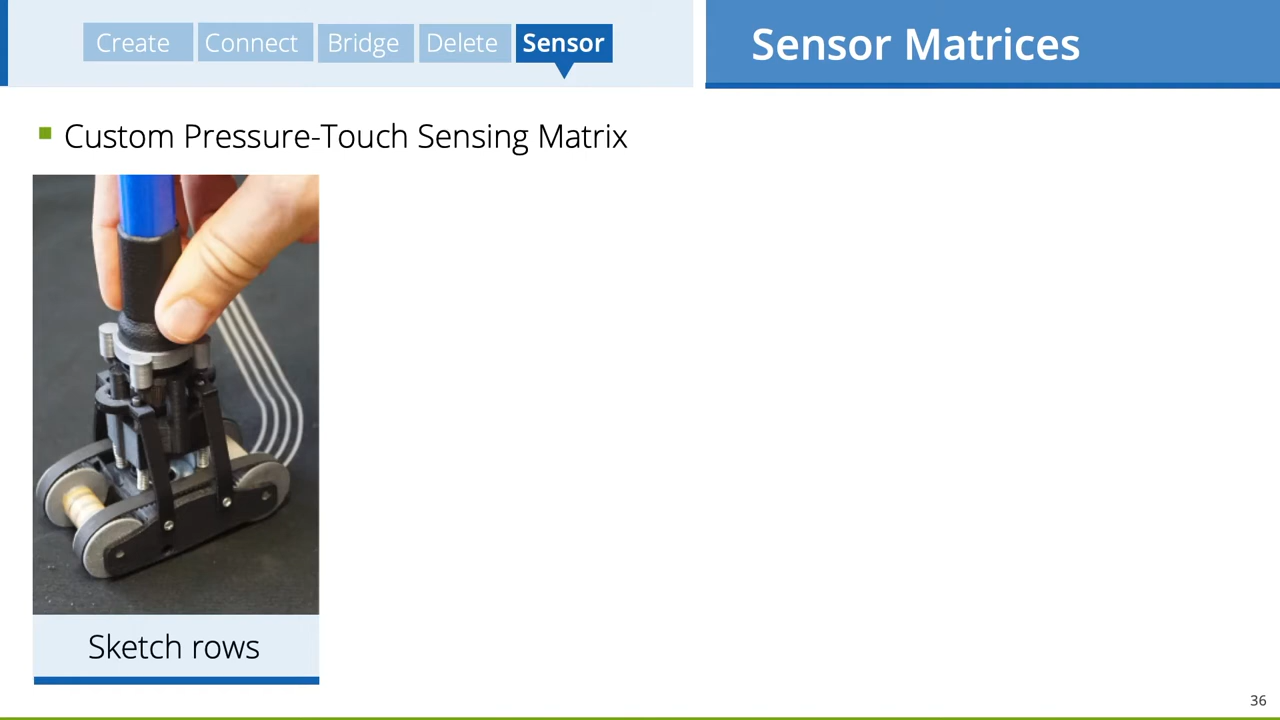 Create Connect Bridge Delete Sensor
Sensor Matrices
Custom Pressure-Touch Sensing Matrix
Sketch rows
36